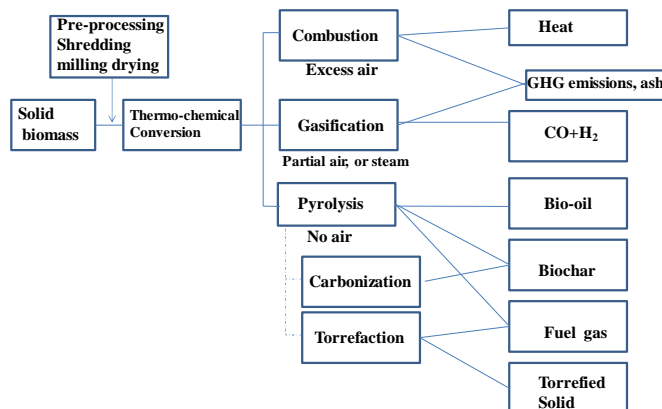 Pre-processing
Shredding
milling drying
Solid
biomass
Thermo-chemical
Conversion
Combustion
Excess air
Gasification
Partial air, or steam
Pyrolysis
No air
Carbonization
Torrefaction
Heat
GHG emissions, ash
CO+H₂
Bio-oil
Biochar
Fuel gas
Torrefied
Solid